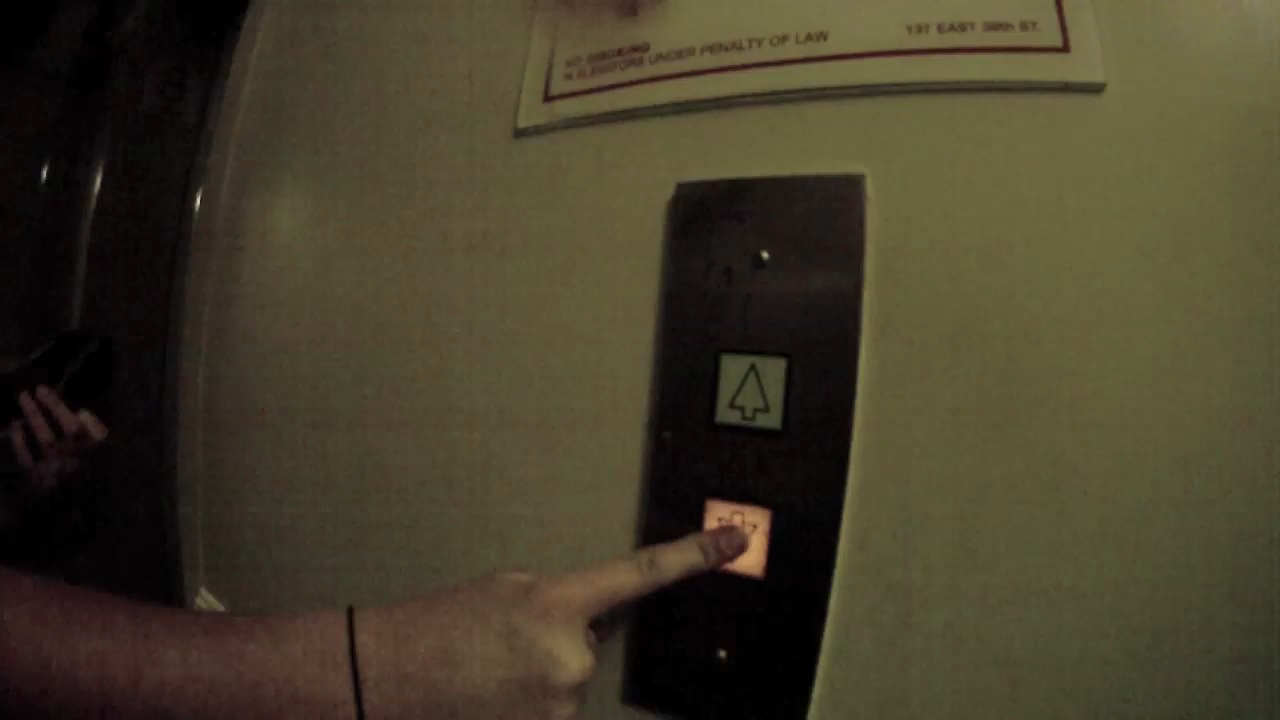 NO SMOKING
IN ELEVATORS UNDER PENALTY OF LAW
137 EAST 38th ST.